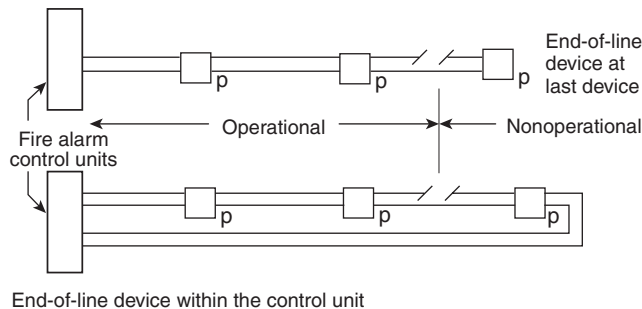 p
p
p
End-of-line
device at
last device
Operational
Nonoperational
Fire alarm
control units
p
p
p
End-of-line device within the control unit